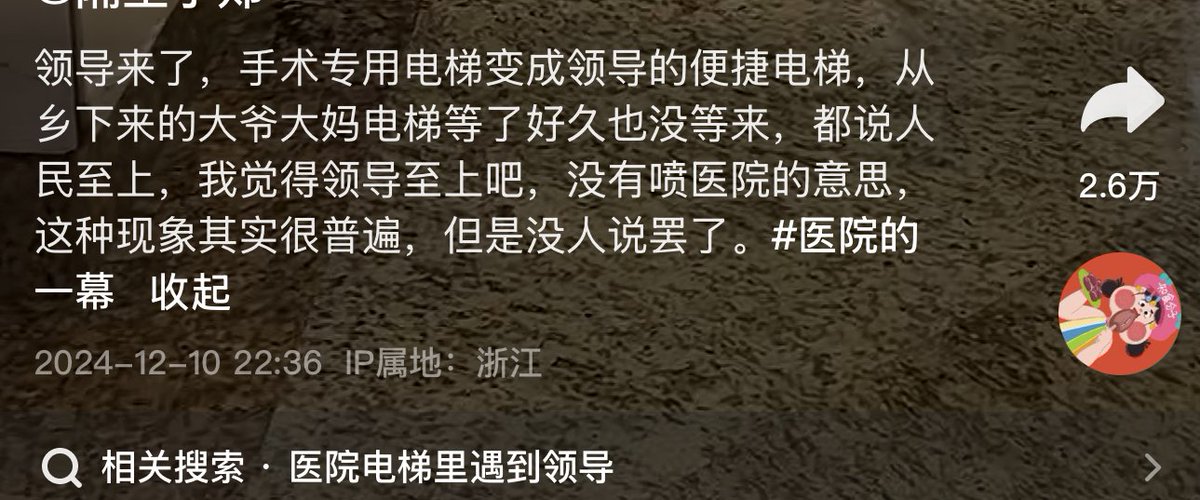 领导来了，手术专用电梯变成领导的便捷电梯，从
乡下来的大爷大妈电梯等了好久也没等来，都说人
民至上，我觉得领导至上吧，没有喷医院的意思，
这种现象其实很普遍，但是没人说罢了。#医院的
一幕 收起
2.6万
2024-12-10 22:36 IP属地：浙江
相关搜索 · 医院电梯里遇到领导